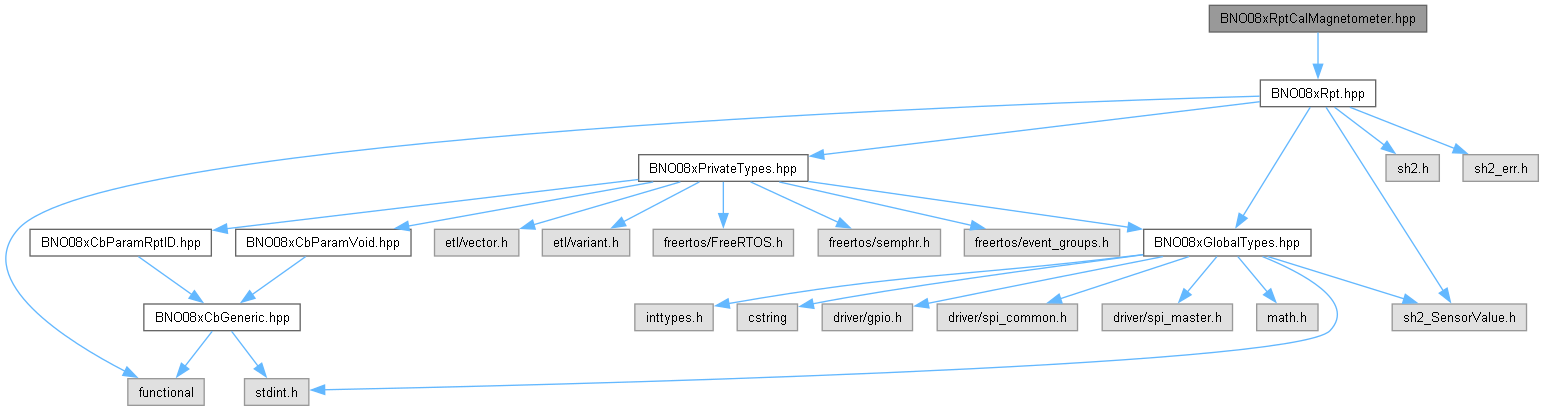 BNO08xRptCalMagnetometer.hpp
BNO08xRpt.hpp
BNO08xPrivateTypes.hpp
sh2.h
sh2_err.h
BNO08xCbParamRptID.hpp
BNO08xCbParamVoid.hpp
etl/vector.h
etl/variant.h
freertos/FreeRTOS.h
freertos/semphr.h
freertos/event_groups.h
BNO08xGlobalTypes.hpp
BNO08xCbGeneric.hpp
inttypes.h
cstring
driver/gpio.h
driver/spi_common.h
driver/spi_master.h
math.h
sh2_SensorValue.h
functional
stdint.h